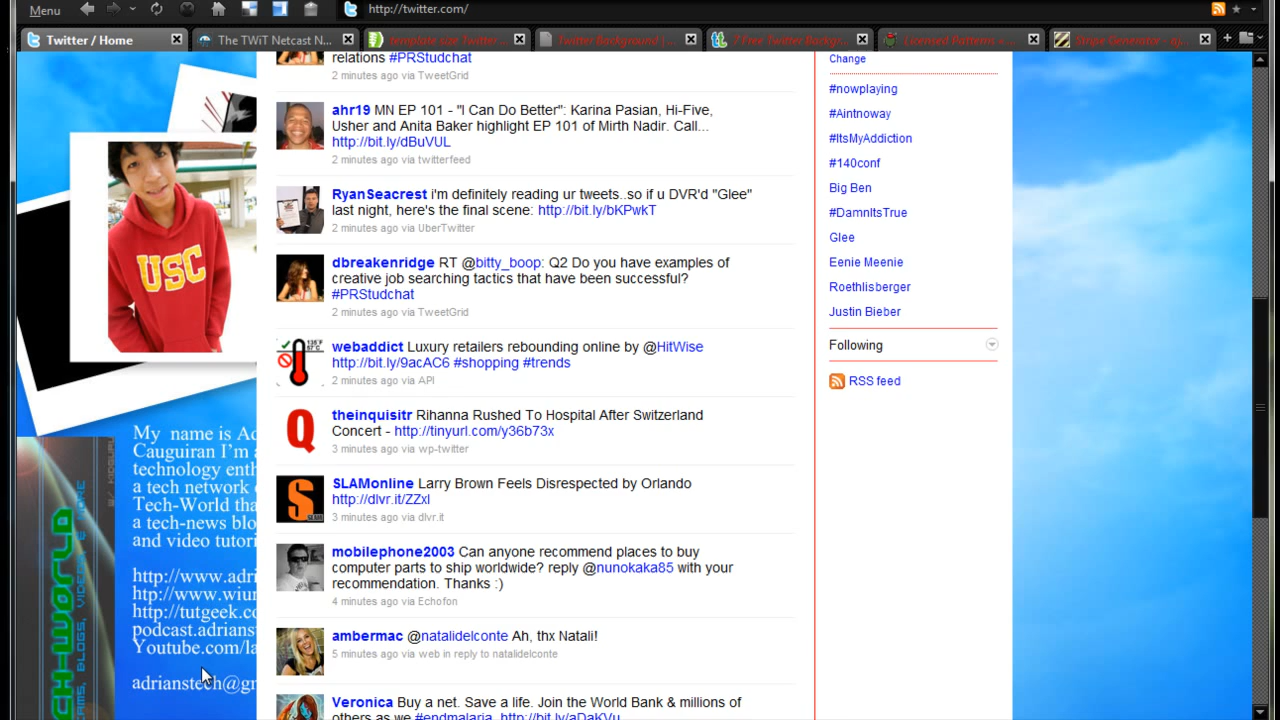 Menu
http://twitter.com/
Twitter / Home
The TWiT Netcast N...
template size Twitter ...
Twitter Background | ...
7 Free Twitter Backgr...
Licensed Pattern + ...
Stripe Generator - aj...
relations #PRStudchat
2 minutes ago via TweetGrid
ahr19 MN EP 101 - "I Can Do Better": Karina Pasian, Hi-Five,
Usher and Anita Baker highlight EP 101 of Mirth Nadir. Call...
http://bit.ly/dBuVUL
2 minutes ago via twitterfeed
RyanSeacrest i'm definitely reading ur tweets..so if u DVR'd "Glee"
last night, here's the final scene: http://bit.ly/bKPwkT
2 minutes ago via UberTwitter
dbreakenridge RT @bitty_boop: Q2 Do you have examples of
creative job searching tactics that have been successful?
#PRStudchat
2 minutes ago via TweetGrid
webaddict Luxury retailers rebounding online by @HitWise
http://bit.ly/9acAC6 #shopping #trends
2 minutes ago via API
theinquisitr Rihanna Rushed To Hospital After Switzerland
Concert - http://tinyurl.com/y36b73x
3 minutes ago via wp-twitter
SLAMonline Larry Brown Feels Disrespected by Orlando
http://dlvr.it/ZZxl
3 minutes ago via dlvr.it
mobilephone2003 Can anyone recommend places to buy
computer parts to ship worldwide? reply @nunokaka85 with your
recommendation. Thanks :)
4 minutes ago via Echofon
ambermac @natalidelconte Ah, thx Natali!
5 minutes ago via web in reply to natalidelconte
Veronica Buy a net. Save a life. Join the World Bank & millions of
others as we #endmalaria. http://bit.ly/aDaKVu
Change
#nowplaying
#Aintnoway
#ItsMyAddiction
#140conf
Big Ben
#DamnItsTrue
Glee
Eenie Meenie
Roethlisberger
Justin Bieber
Following
RSS feed
USC
My name is Ad
Cauguiran I'm a
technology enth
a tech network
Tech-World tha
a tech-news blo
and video tutori
http://www.adri
http://www.wiur
http://tutgeek.co
podcast.adrians
Youtube.com/la
adrianstech@gm
CH-WORLD